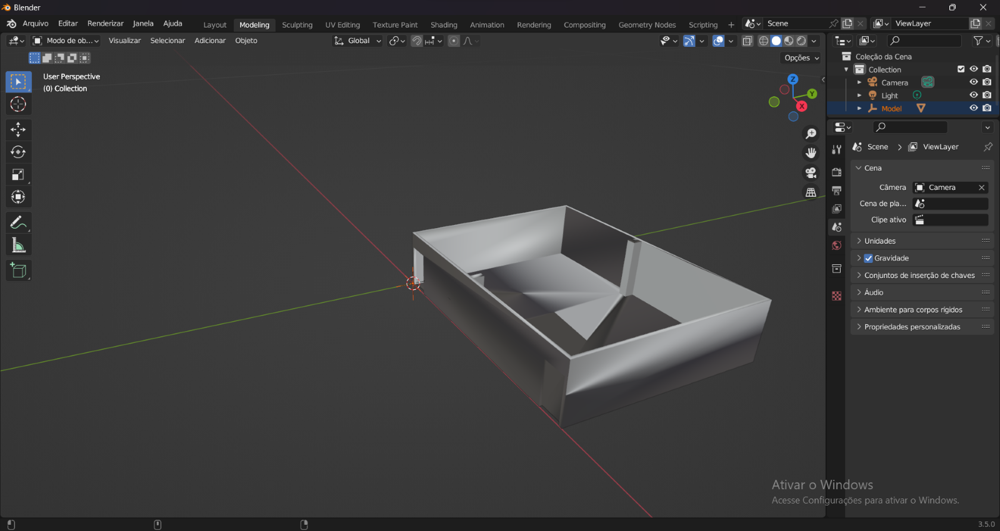 Blender
Arquivo Editar Renderizar Janela Ajuda Layout Modeling Sculpting UV Editing Texture Paint Shading Animation Rendering Compositing Geometry Nodes Scripting + Scene ViewLayer
Modo de ob... Visualizar Selecionar Adicionar Objeto Global
Opções
User Perspective
(0) Collection
Z
Y
X
Coleção da Cena
Collection
Camera
Light
Model
Scene > ViewLayer
Cena
Câmera Camera
Cena de pla...
Clipe ativo
Unidades
Gravidade
Conjuntos de inserção de chaves
Áudio
Ambiente para corpos rígidos
Propriedades personalizadas
Ativar o Windows
Acesse Configurações para ativar o Windows.
3.5.0